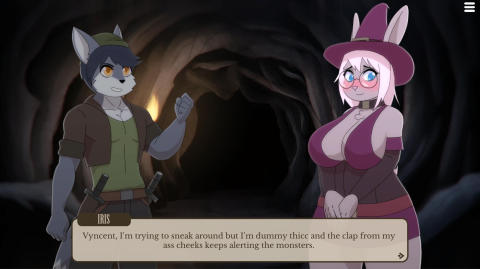 IRIS
Vyncent, I'm trying to sneak around but I'm dummy thicc and the clap from my
ass cheeks keeps alerting the monsters.